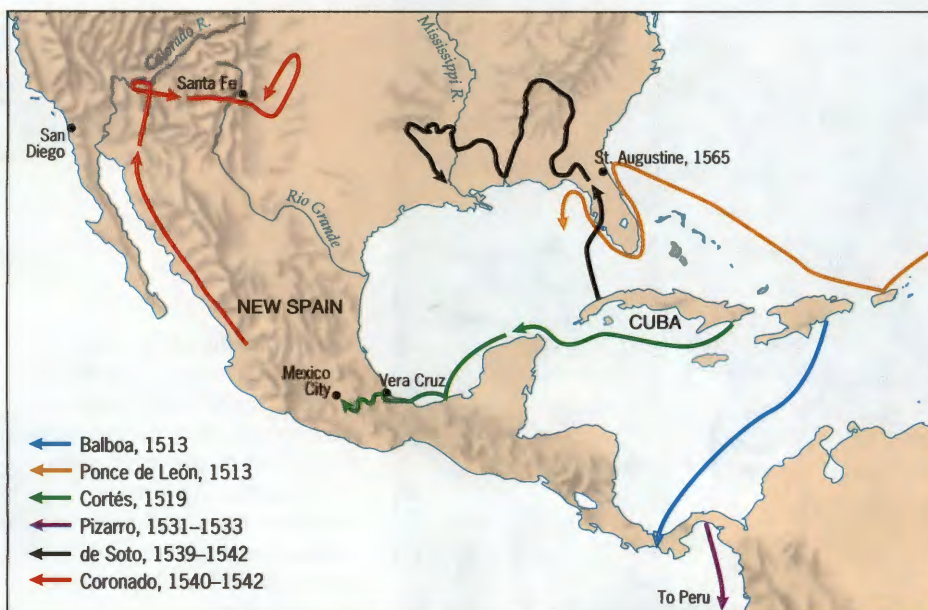 Colorado R.
Santa Fe
Mississippi R.
San
Diego
St. Augustine, 1565
Rio Grande
NEW SPAIN
CUBA
Mexico
City
Vera Cruz
Balboa, 1513
Ponce de León, 1513
Cortés, 1519
Pizarro, 1531–1533
de Soto, 1539–1542
Coronado, 1540–1542
To Peru